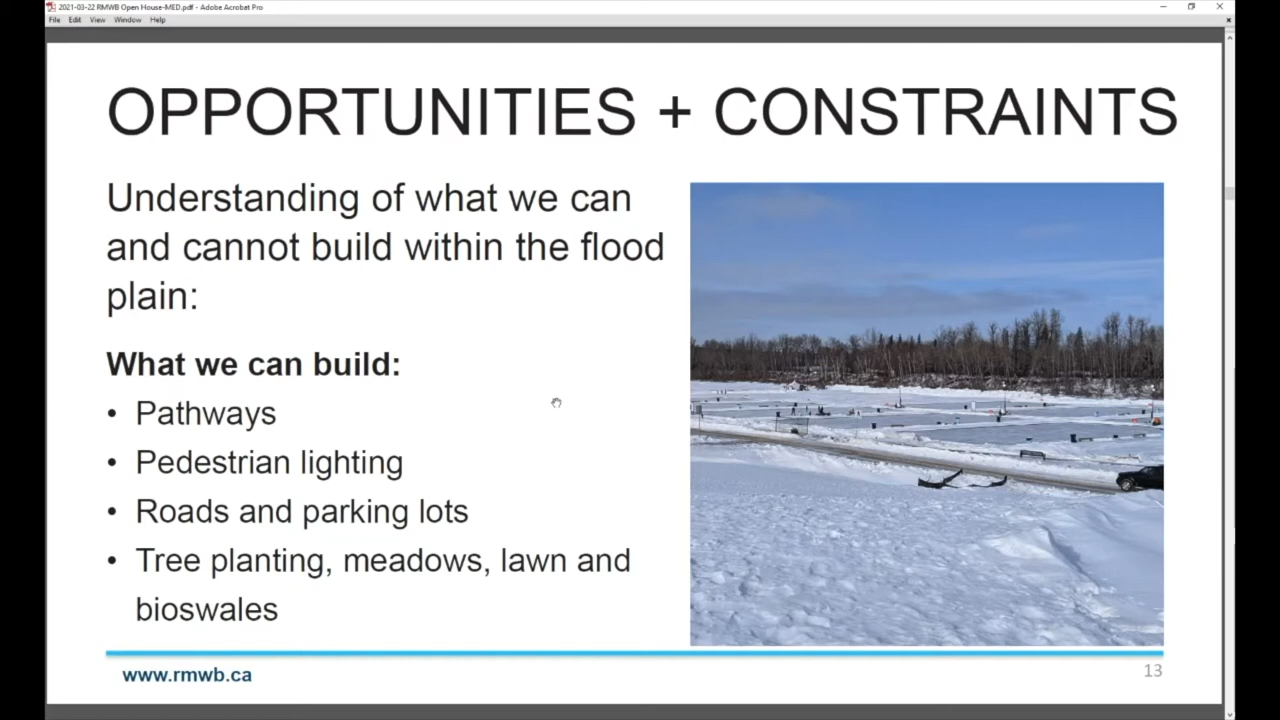 2021-03-22 RMWB Open House-MED.pdf - Adobe Acrobat Pro
File Edit View Window Help
OPPORTUNITIES + CONSTRAINTS
Understanding of what we can
and cannot build within the flood
plain:
What we can build:
• Pathways
• Pedestrian lighting
• Roads and parking lots
• Tree planting, meadows, lawn and
bioswales
www.rmwb.ca
13